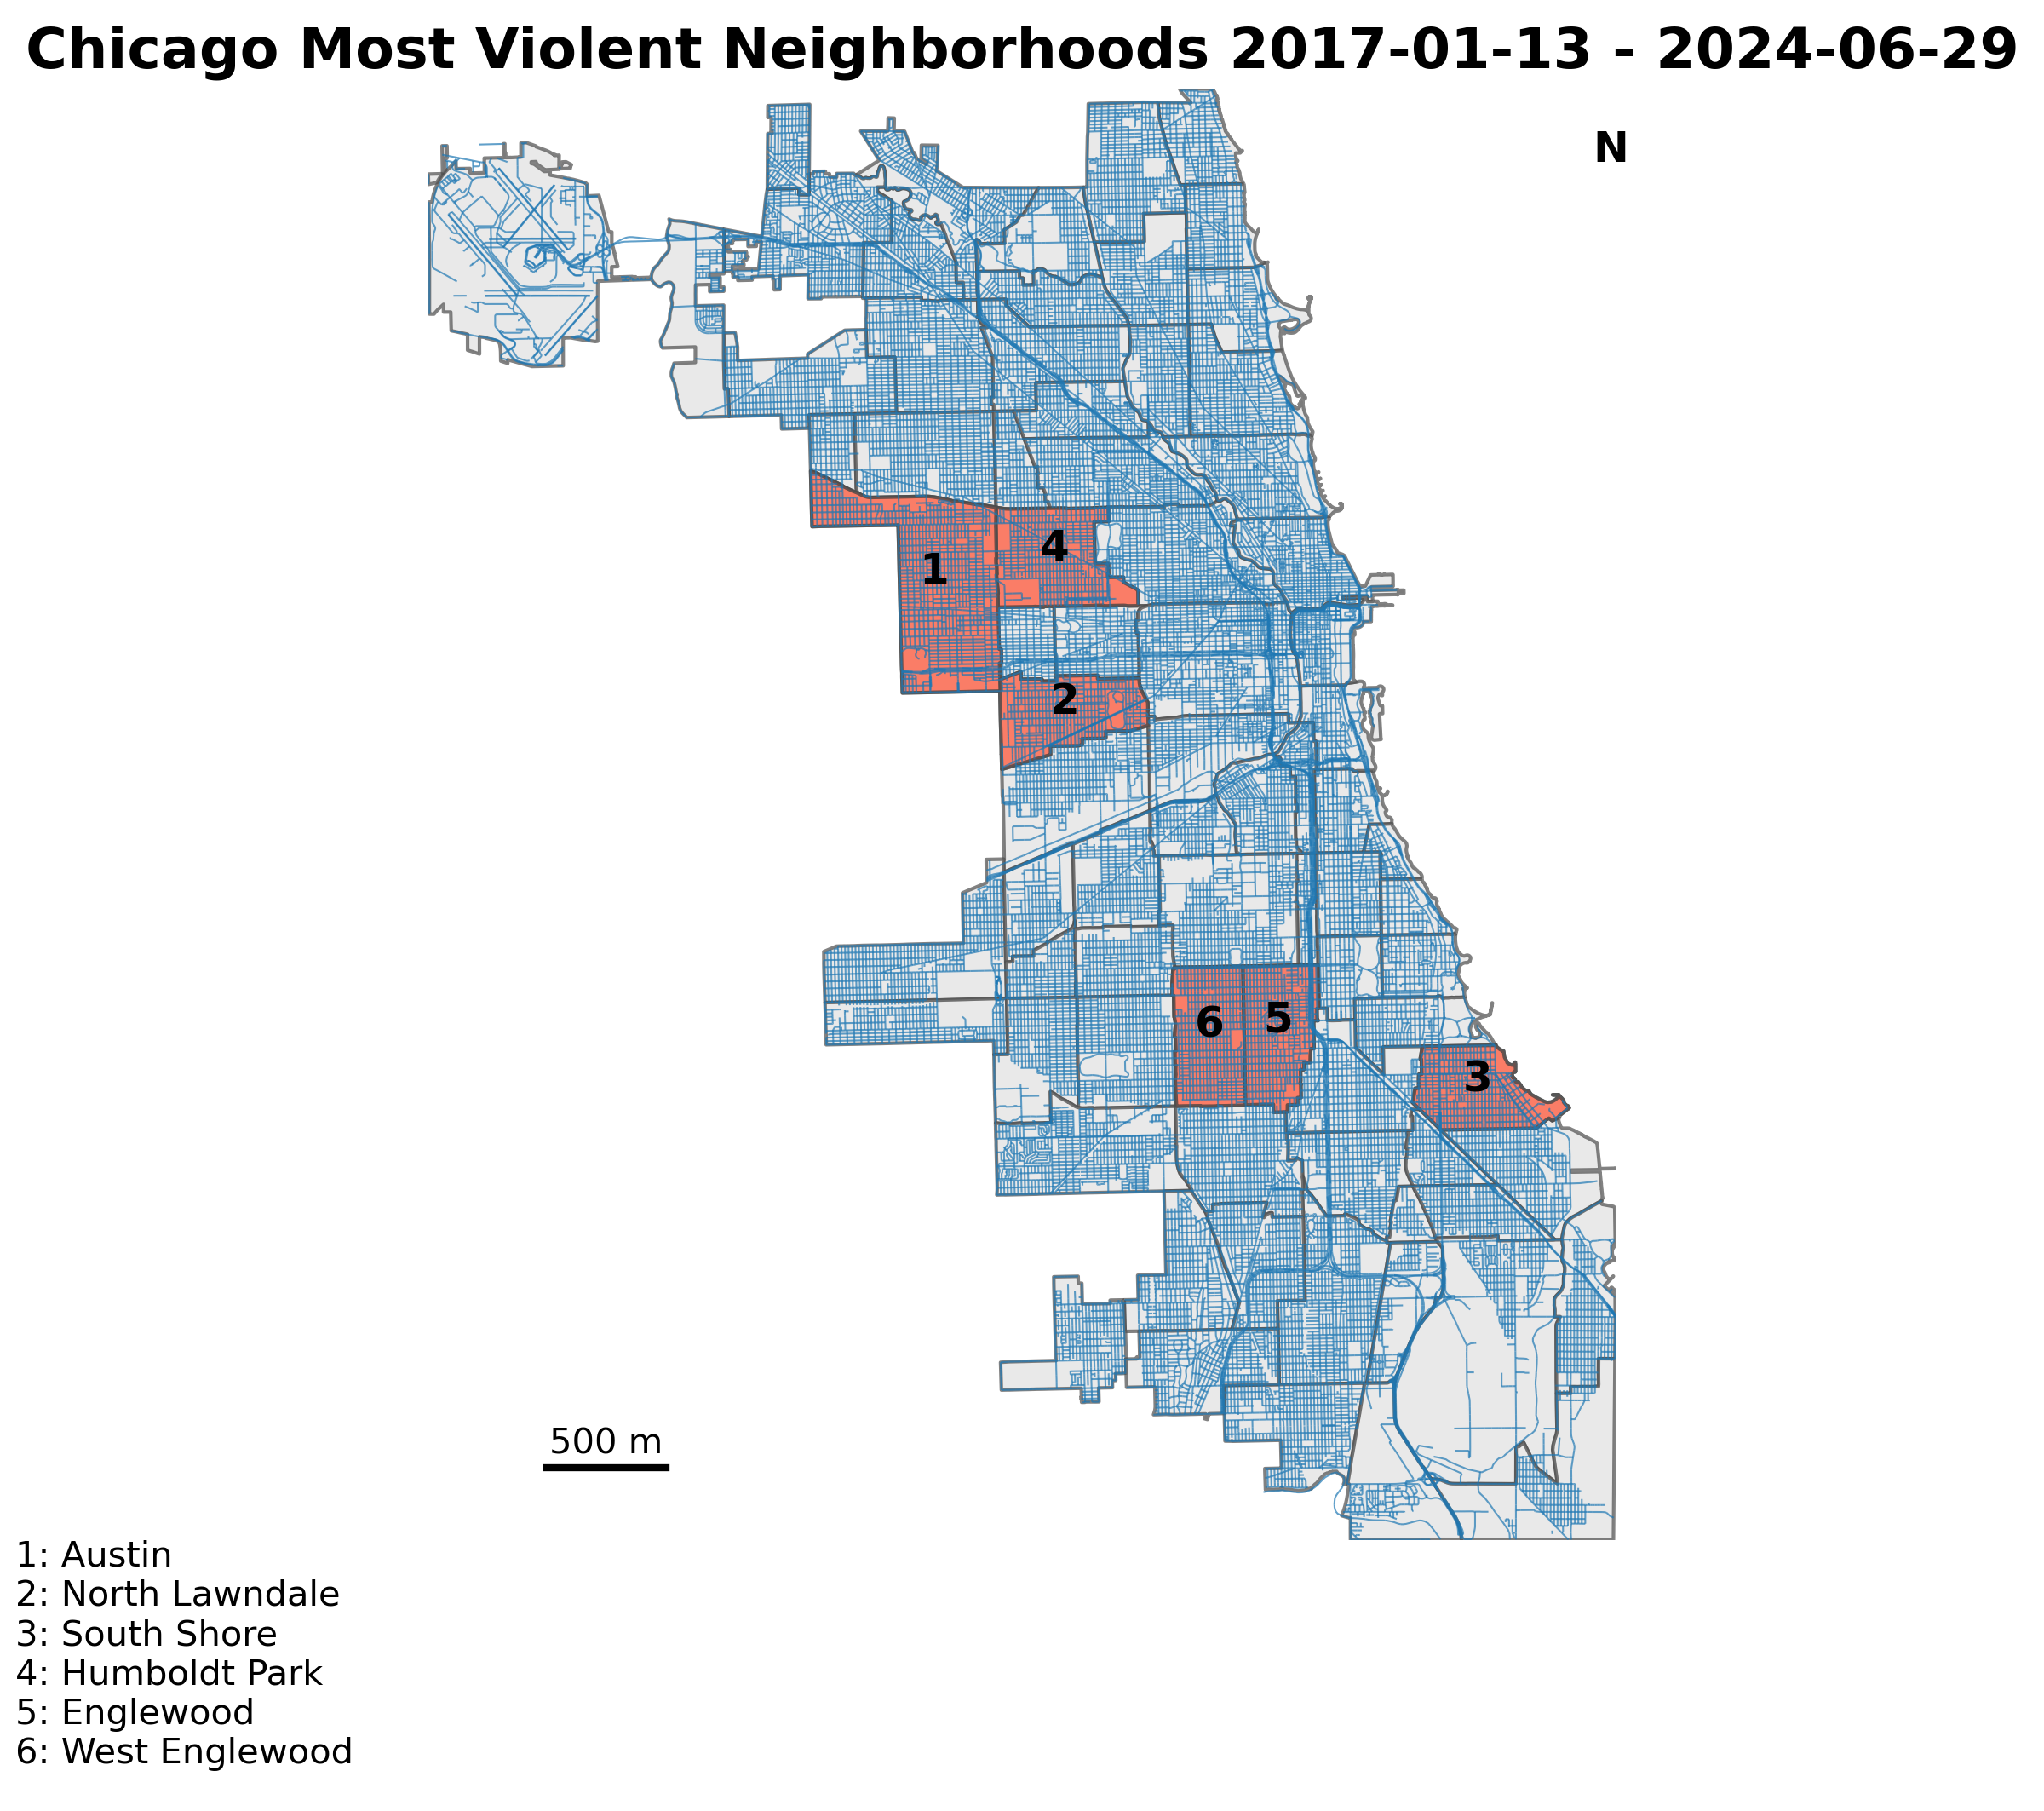 Chicago Most Violent Neighborhoods 2017-01-13 - 2024-06-29
N
1
4
2
6
5
3
500 m
1: Austin
2: North Lawndale
3: South Shore
4: Humboldt Park
5: Englewood
6: West Englewood